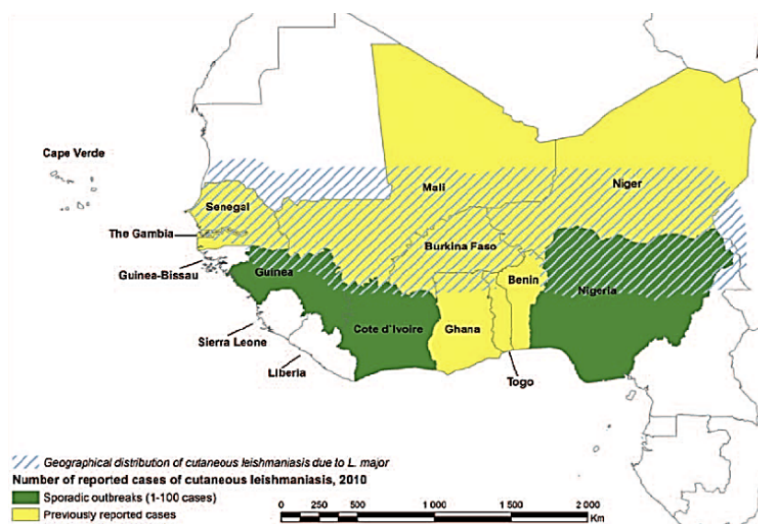 Cape Verde
Mali
Niger
Senegal
The Gambia
Burkina Faso
Guinea-Bissau
Guinea
Benin
Nigeria
Cote d'Ivoire
Ghana
Sierra Leone
Liberia
Togo
Geographical distribution of cutaneous leishmaniasis due to L. major
Number of reported cases of cutaneous leishmaniasis, 2010
Sporadic outbreaks (1-100 cases)
Previously reported cases
0 250 500 1 000 1 500 2 000
Km